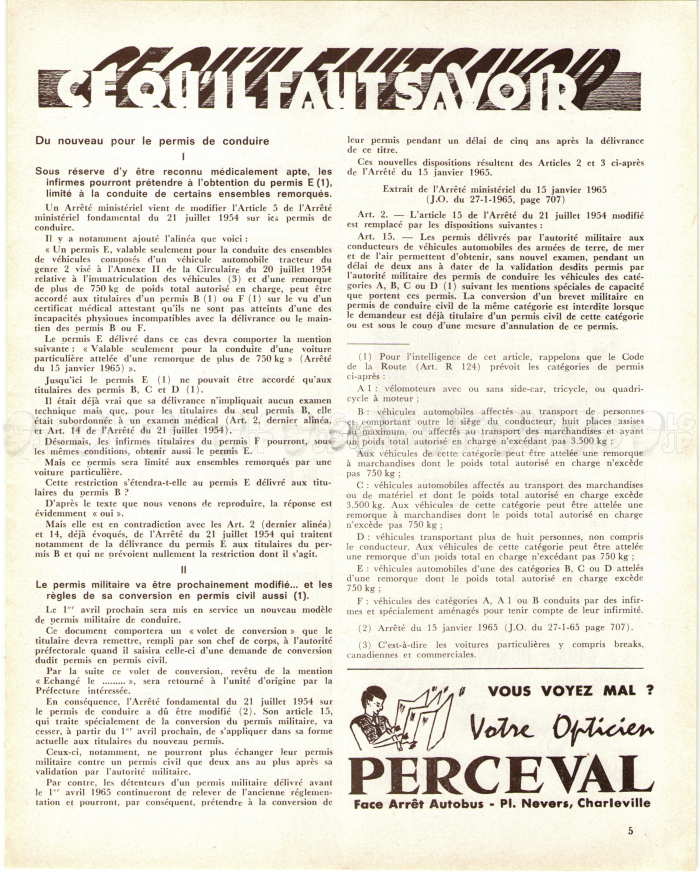 CE QU'IL FAUT SAVOIR
Du nouveau pour le permis de conduire
I
Sous réserve d'y être reconnu médicalement apte, les
infirmes pourront prétendre à l'obtention du permis E (1),
limité à la conduite de certains ensembles remorqués.
Un Arrêté ministériel vient de modifier l'Article 5 de l'Arrêté
ministériel fondamental du 21 juillet 1954 sur les permis de
conduire.
Il y a notamment ajouté l'alinéa que voici :
« Un permis E, valable seulement pour la conduite des ensembles
de véhicules composés d'un véhicule automobile tracteur du
genre 2 visé à l'Annexe II de la Circulaire du 20 juillet 1954
relative à l'immatriculation des véhicules (3) et d'une remorque
de plus de 750 kg de poids total autorisé en charge, peut être
accordé aux titulaires d'un permis B (1) ou F (1) sur le vu d'un
certificat médical attestant qu'ils ne sont pas atteints d'une des
incapacités physiques incompatibles avec la délivrance ou le main-
tien des permis B ou F.
Le permis E délivré dans ce cas devra comporter la mention
suivante : « Valable seulement pour la conduite d'une voiture
particulière attelée d'une remorque de plus de 750 kg » (Arrêté
du 15 janvier 1965) ».
Jusqu'ici le permis E (1) ne pouvait être accordé qu'aux
titulaires des permis B, C et D (1).
Il était déjà vrai que sa délivrance n'impliquait aucun examen
technique mais que, pour les titulaires du seul permis B, elle
était subordonnée à un examen médical (Art. 2, dernier alinéa,
et Art. 14 de l'Arrêté du 21 juillet 1954).
Désormais, les infirmes titulaires du permis F pourront, sous
les mêmes conditions, obtenir aussi le permis E.
Mais ce permis sera limité aux ensembles remorqués par une
voiture particulière.
Cette restriction s'étendra-t-elle au permis E délivré aux titu-
laires du permis B ?
D'après le texte que nous venons de reproduire, la réponse est
évidemment « oui ».
Mais elle est en contradiction avec les Art. 2 (dernier alinéa)
et 14, déjà évoqués, de l'Arrêté du 21 juillet 1954 qui traitent
notamment de la délivrance du permis E aux titulaires du per-
mis B et qui ne prévoient nullement la restriction dont il s'agit.
II
Le permis militaire va être prochainement modifié... et les
règles de sa conversion en permis civil aussi (1).
Le 1er avril prochain sera mis en service un nouveau modèle
de permis militaire de conduire.
Ce document comportera un « volet de conversion » que le
titulaire devra remettre, rempli par son chef de corps, à l'autorité
préfectorale quand il saisira celle-ci d'une demande de conversion
dudit permis en permis civil.
Par la suite ce volet de conversion, revêtu de la mention
« Echangé le ......... », sera retourné à l'unité d'origine par la
Préfecture intéressée.
En conséquence, l'Arrêté fondamental du 21 juillet 1954 sur
le permis de conduire a dû être modifié (2). Son article 15,
qui traite spécialement de la conversion du permis militaire, va
cesser, à partir du 1er avril prochain, de s'appliquer dans sa forme
actuelle aux titulaires du nouveau permis.
Ceux-ci, notamment, ne pourront plus échanger leur permis
militaire contre un permis civil que deux ans au plus après sa
validation par l'autorité militaire.
Par contre, les détenteurs d'un permis militaire délivré avant
le 1er avril 1965 continueront de relever de l'ancienne réglemen-
tation et pourront, par conséquent, prétendre à la conversion de
leur permis pendant un délai de cinq ans après la délivrance
de ce titre.
Ces nouvelles dispositions résultent des Articles 2 et 3 ci-après
de l'Arrêté du 15 janvier 1965.
Extrait de l'Arrêté ministériel du 15 janvier 1965
(J.O. du 27-1-1965, page 707)
Art. 2. — L'article 15 de l'Arrêté du 21 juillet 1954 modifié
est remplacé par les dispositions suivantes :
Art. 15. — Les permis délivrés par l'autorité militaire aux
conducteurs de véhicules automobiles des armées de terre, de mer
et de l'air permettent d'obtenir, sans nouvel examen, pendant un
délai de deux ans à dater de la validation desdits permis par
l'autorité militaire des permis de conduire les véhicules des caté-
gories A, B, C ou D (1) suivant les mentions spéciales de capacité
que portent ces permis. La conversion d'un brevet militaire en
permis de conduire civil de la même catégorie est interdite lorsque
le demandeur est déjà titulaire d'un permis civil de cette catégorie
ou est sous le coup d'une mesure d'annulation de ce permis.
(1) Pour l'intelligence de cet article, rappelons que le Code
de la Route (Art. R 124) prévoit les catégories de permis
ci-après :
A 1 : vélomoteurs avec ou sans side-car, tricycle, ou quadri-
cycle à moteur ;
B : véhicules automobiles affectés au transport de personnes
et comportant outre le siège du conducteur, huit places assises
au maximum, ou affectés au transport des marchandises et ayant
un poids total autorisé en charge n'excédant pas 3.500 kg ;
Aux véhicules de cette catégorie peut être attelée une remorque
à marchandises dont le poids total autorisé en charge n'excède
pas 750 kg ;
C : véhicules automobiles affectés au transport des marchandises
ou de matériel et dont le poids total autorisé en charge excède
3.500 kg. Aux véhicules de cette catégorie peut être attelée une
remorque à marchandises dont le poids total autorisé en charge
n'excède pas 750 kg ;
D : véhicules transportant plus de huit personnes, non compris
le conducteur. Aux véhicules de cette catégorie peut être attelée
une remorque d'un poids total autorisé en charge n'excédant pas 750 kg ;
E : véhicules automobiles d'une des catégories B, C ou D attelés
d'une remorque dont le poids total autorisé en charge excède
750 kg ;
F : véhicules des catégories A, A 1 ou B conduits par des infir-
mes et spécialement aménagés pour tenir compte de leur infirmité.
(2) Arrêté du 15 janvier 1965 (J.O. du 27-1-65 page 707).
(3) C'est-à-dire les voitures particulières y compris breaks,
canadiennes et commerciales.
VOUS VOYEZ MAL ?
Votre Opticien
PERCEVAL
Face Arrêt Autobus - Pl. Nevers, Charleville
5